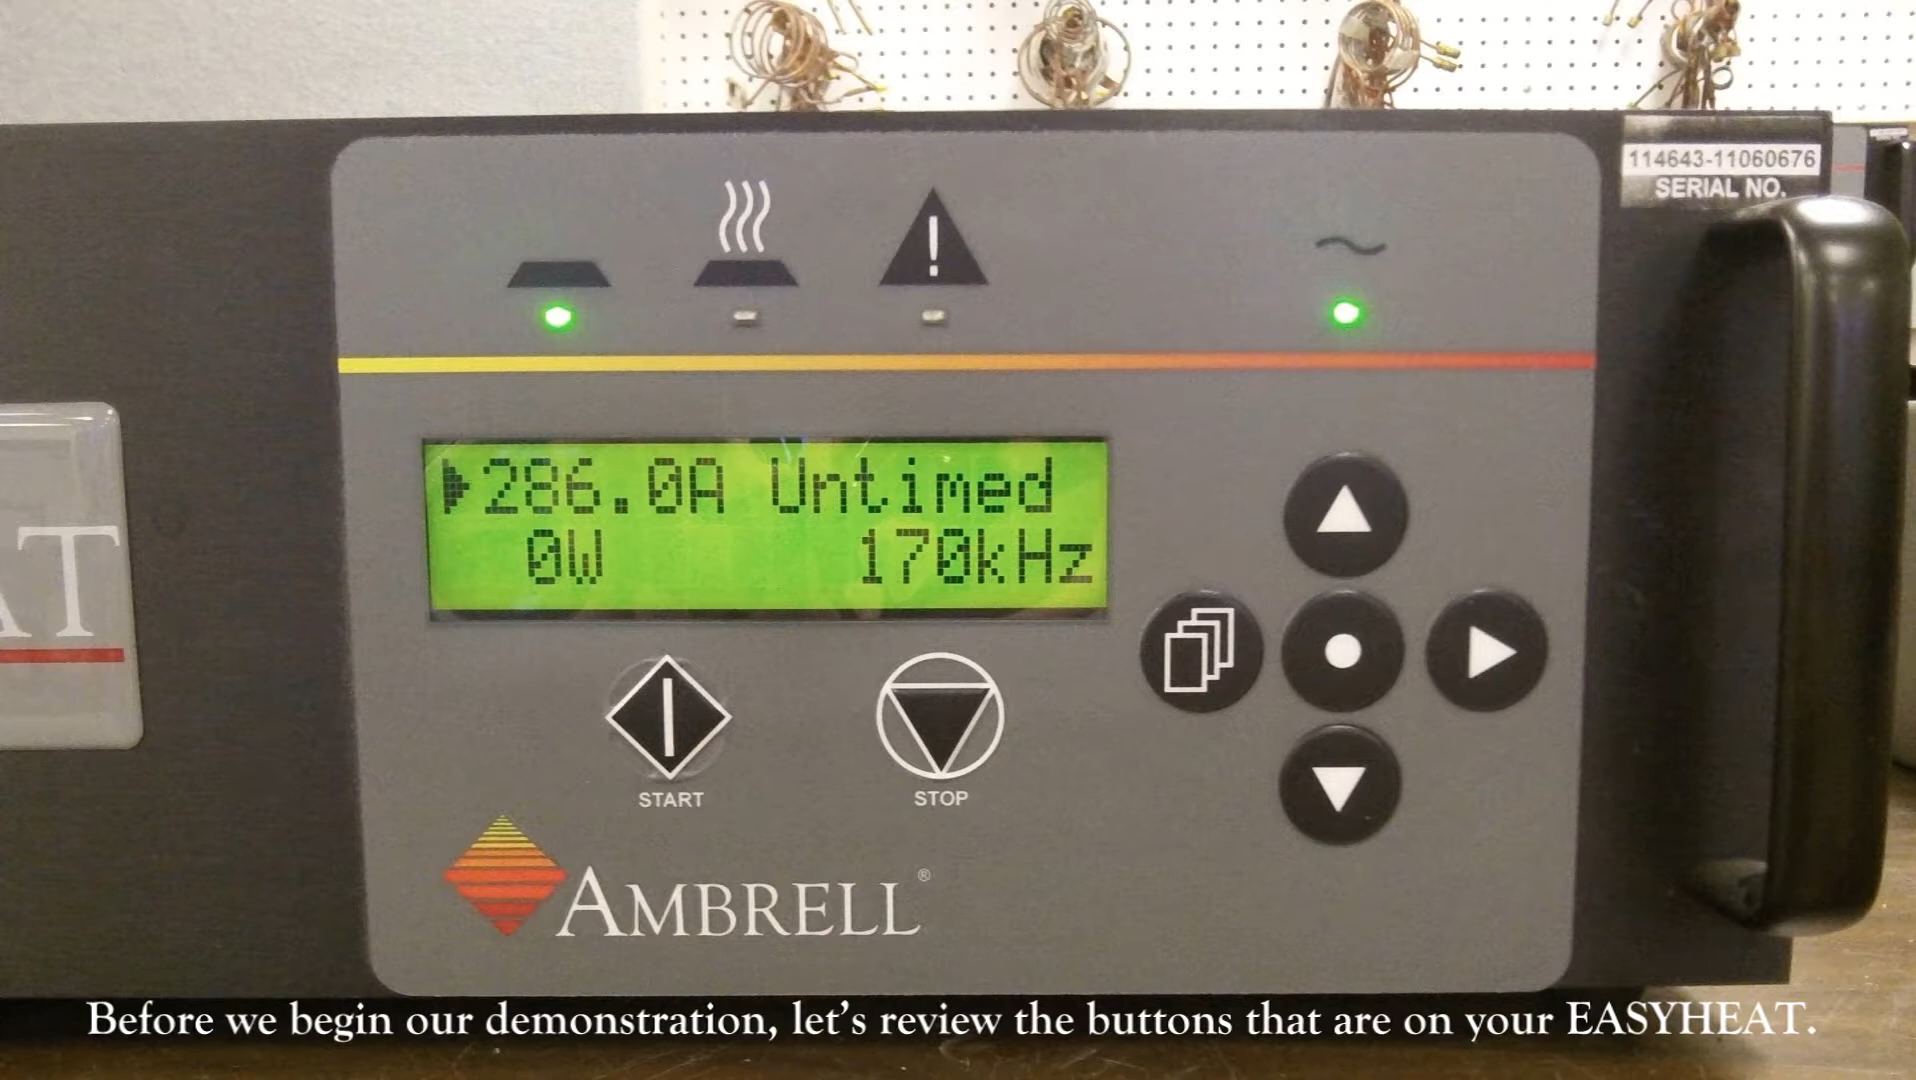 114643-11060676
SERIAL NO.
286.0A Untimed
0W 170kHz
AT
START
STOP
AMBRELL®
Before we begin our demonstration, let's review the buttons that are on your EASYHEAT.